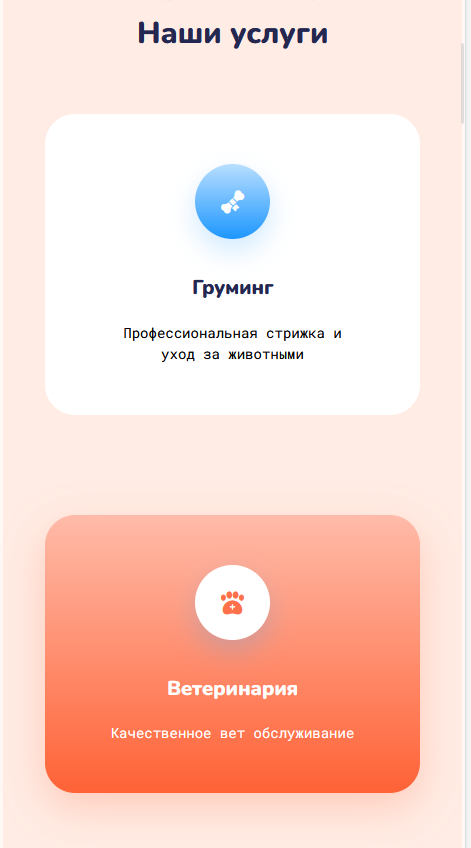 Наши услуги
Груминг
Профессиональная стрижка и
уход за животными
Ветеринария
Качественное вет обслуживание